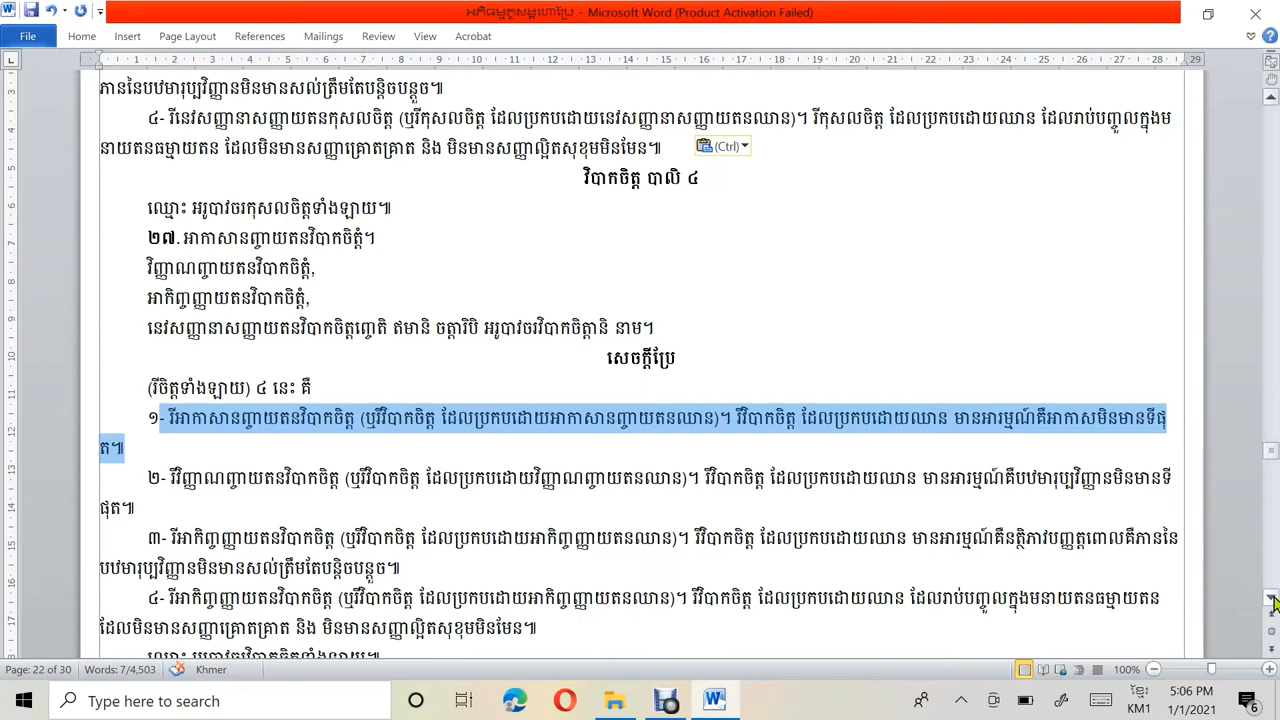 អភិធម្មត្ថសង្គហោប្រែ - Microsoft Word (Product Activation Failed)
File Home Insert Page Layout References Mailings Review View Acrobat
ភាននៃបឋមារុប្បវិញ្ញានមិនមានសល់ត្រឹមតែបន្តិចបន្តួច៕
៤- រីនេវសញ្ញានាសញ្ញាយតនកុសលចិត្ត (ឬរីកុសលចិត្ត ដែលប្រកបដោយនេវសញ្ញានាសញ្ញាយតនឈាន)។ រីកុសលចិត្ត ដែលប្រកបដោយឈាន ដែលរាប់បញ្ចូលក្នុងម
នាយតនធម្មាយតន ដែលមិនមានសញ្ញាគ្រោតគ្រាត និង មិនមានសញ្ញាល្អិតសុខុមមិនមែន៕
(Ctrl)
វិបាកចិត្ត បាលិ ៤
ឈ្មោះ អរូបាវចរកុសលចិត្តទាំងឡាយ៕
២៧. អាកាសានញ្ចាយតនវិបាកចិត្តំ។
វិញ្ញាណញ្ចាយតនវិបាកចិត្តំ,
អាកិញ្ចញ្ញាយតនវិបាកចិត្តំ,
នេវសញ្ញានាសញ្ញាយតនវិបាកចិត្តញ្ចេតិ ឥមានិ ចត្តារិបិ អរូបាវចរវិបាកចិត្តានិ នាម។
សេចក្ដីប្រែ
(រីចិត្តទាំងឡាយ) ៤ នេះ គឺ
១- រីអាកាសានញ្ចាយតនវិបាកចិត្ត (ឬរីវិបាកចិត្ត ដែលប្រកបដោយអាកាសានញ្ចាយតនឈាន)។ រីវិបាកចិត្ត ដែលប្រកបដោយឈាន មានអារម្មណ៍គឺអាកាសមិនមានទីផុ
ត៕
២- រីវិញ្ញាណញ្ចាយតនវិបាកចិត្ត (ឬរីវិបាកចិត្ត ដែលប្រកបដោយវិញ្ញាណញ្ចាយតនឈាន)។ រីវិបាកចិត្ត ដែលប្រកបដោយឈាន មានអារម្មណ៍គឺបឋមារុប្បវិញ្ញានមិនមានទី
ផុត៕
៣- រីអាកិញ្ចញ្ញាយតនវិបាកចិត្ត (ឬរីវិបាកចិត្ត ដែលប្រកបដោយអាកិញ្ចញ្ញាយតនឈាន)។ រីវិបាកចិត្ត ដែលប្រកបដោយឈាន មានអារម្មណ៍គឺនត្ថិភាវបញ្ញត្តពោលគឺភាននៃ
បឋមារុប្បវិញ្ញានមិនមានសល់ត្រឹមតែបន្តិចបន្តួច៕
៤- រីអាកិញ្ចញ្ញាយតនវិបាកចិត្ត (ឬរីវិបាកចិត្ត ដែលប្រកបដោយអាកិញ្ចញ្ញាយតនឈាន)។ រីវិបាកចិត្ត ដែលប្រកបដោយឈាន ដែលរាប់បញ្ចូលក្នុងមនាយតនធម្មាយតន
ដែលមិនមានសញ្ញាគ្រោតគ្រាត និង មិនមានសញ្ញាល្អិតសុខុមមិនមែន៕
Page: 22 of 30 Words: 7/4,503 Khmer 100%
Type here to search
ខ្មែរ KM1
5:06 PM
1/1/2021
6